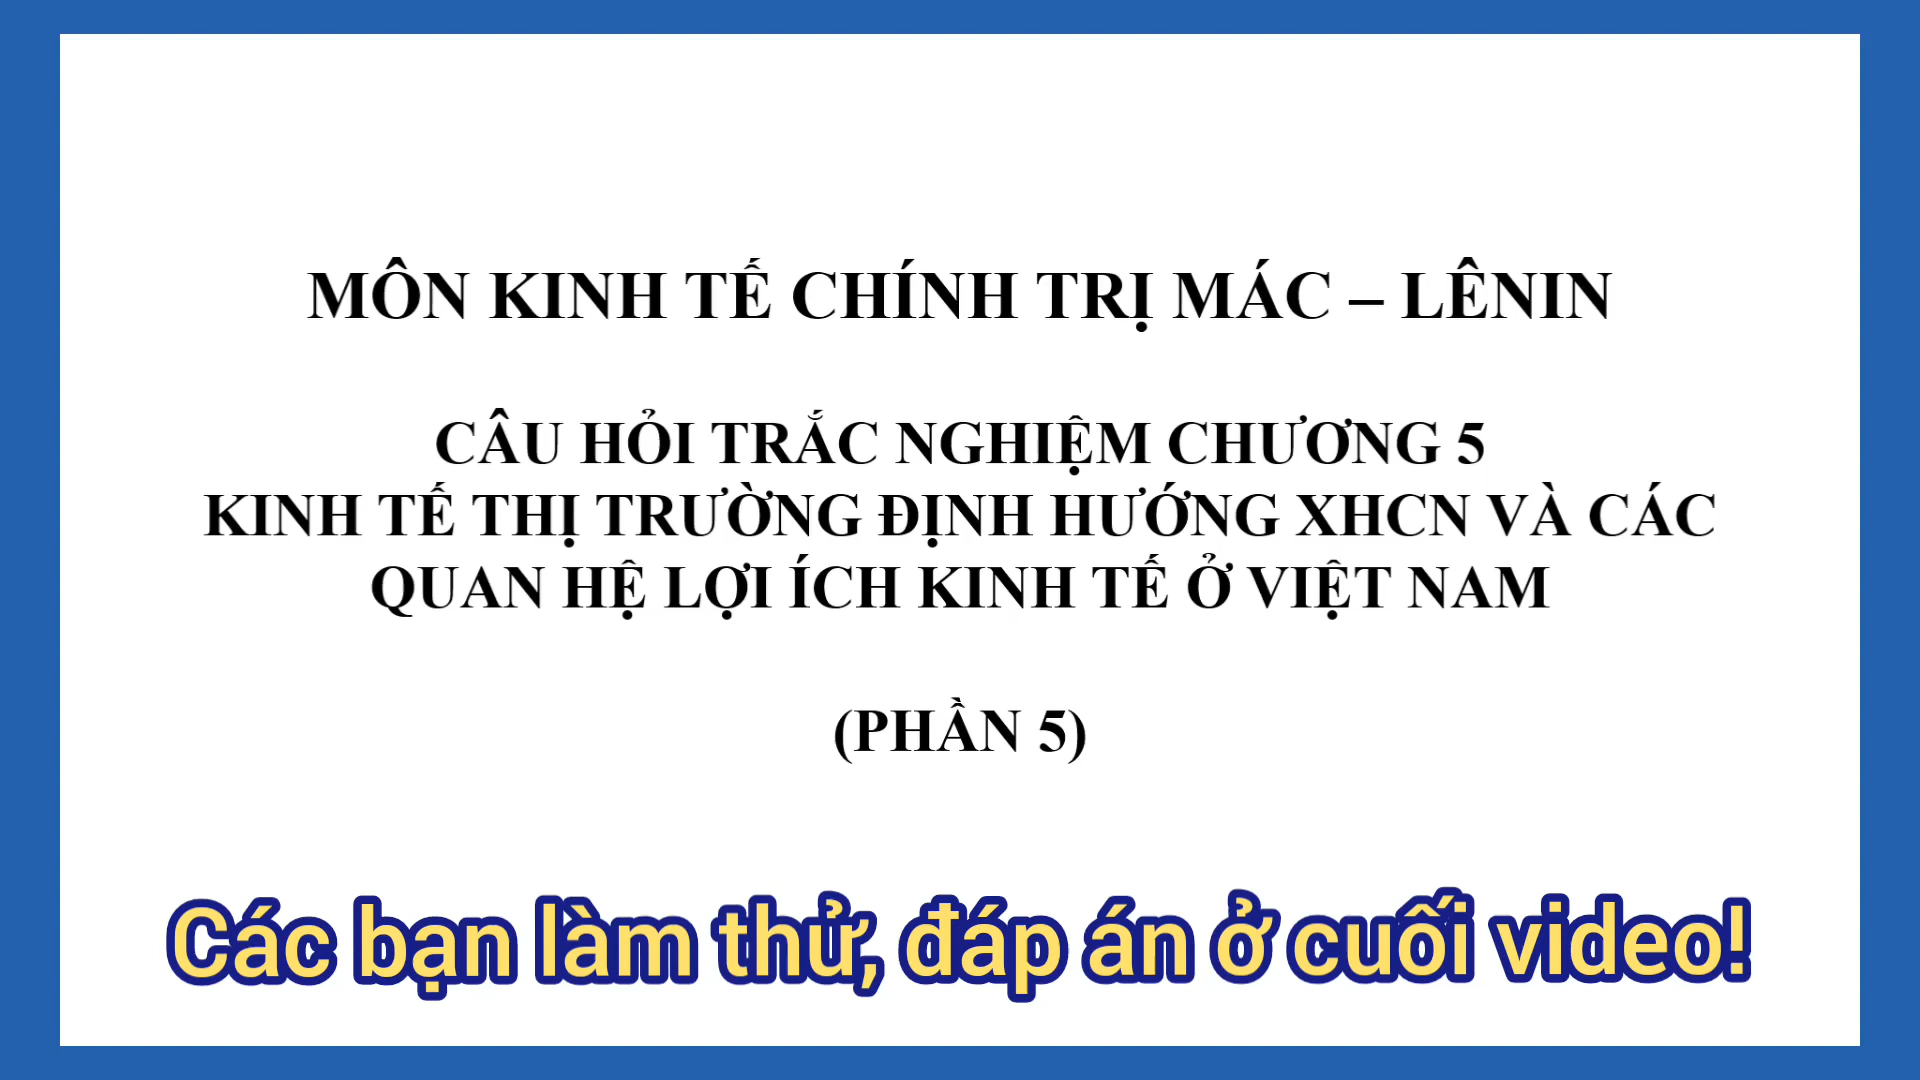 MÔN KINH TẾ CHÍNH TRỊ MÁC – LÊNIN
CÂU HỎI TRẮC NGHIỆM CHƯƠNG 5
KINH TẾ THỊ TRƯỜNG ĐỊNH HƯỚNG XHCN VÀ CÁC
QUAN HỆ LỢI ÍCH KINH TẾ Ở VIỆT NAM
(PHẦN 5)
Các bạn làm thử, đáp án ở cuối video!